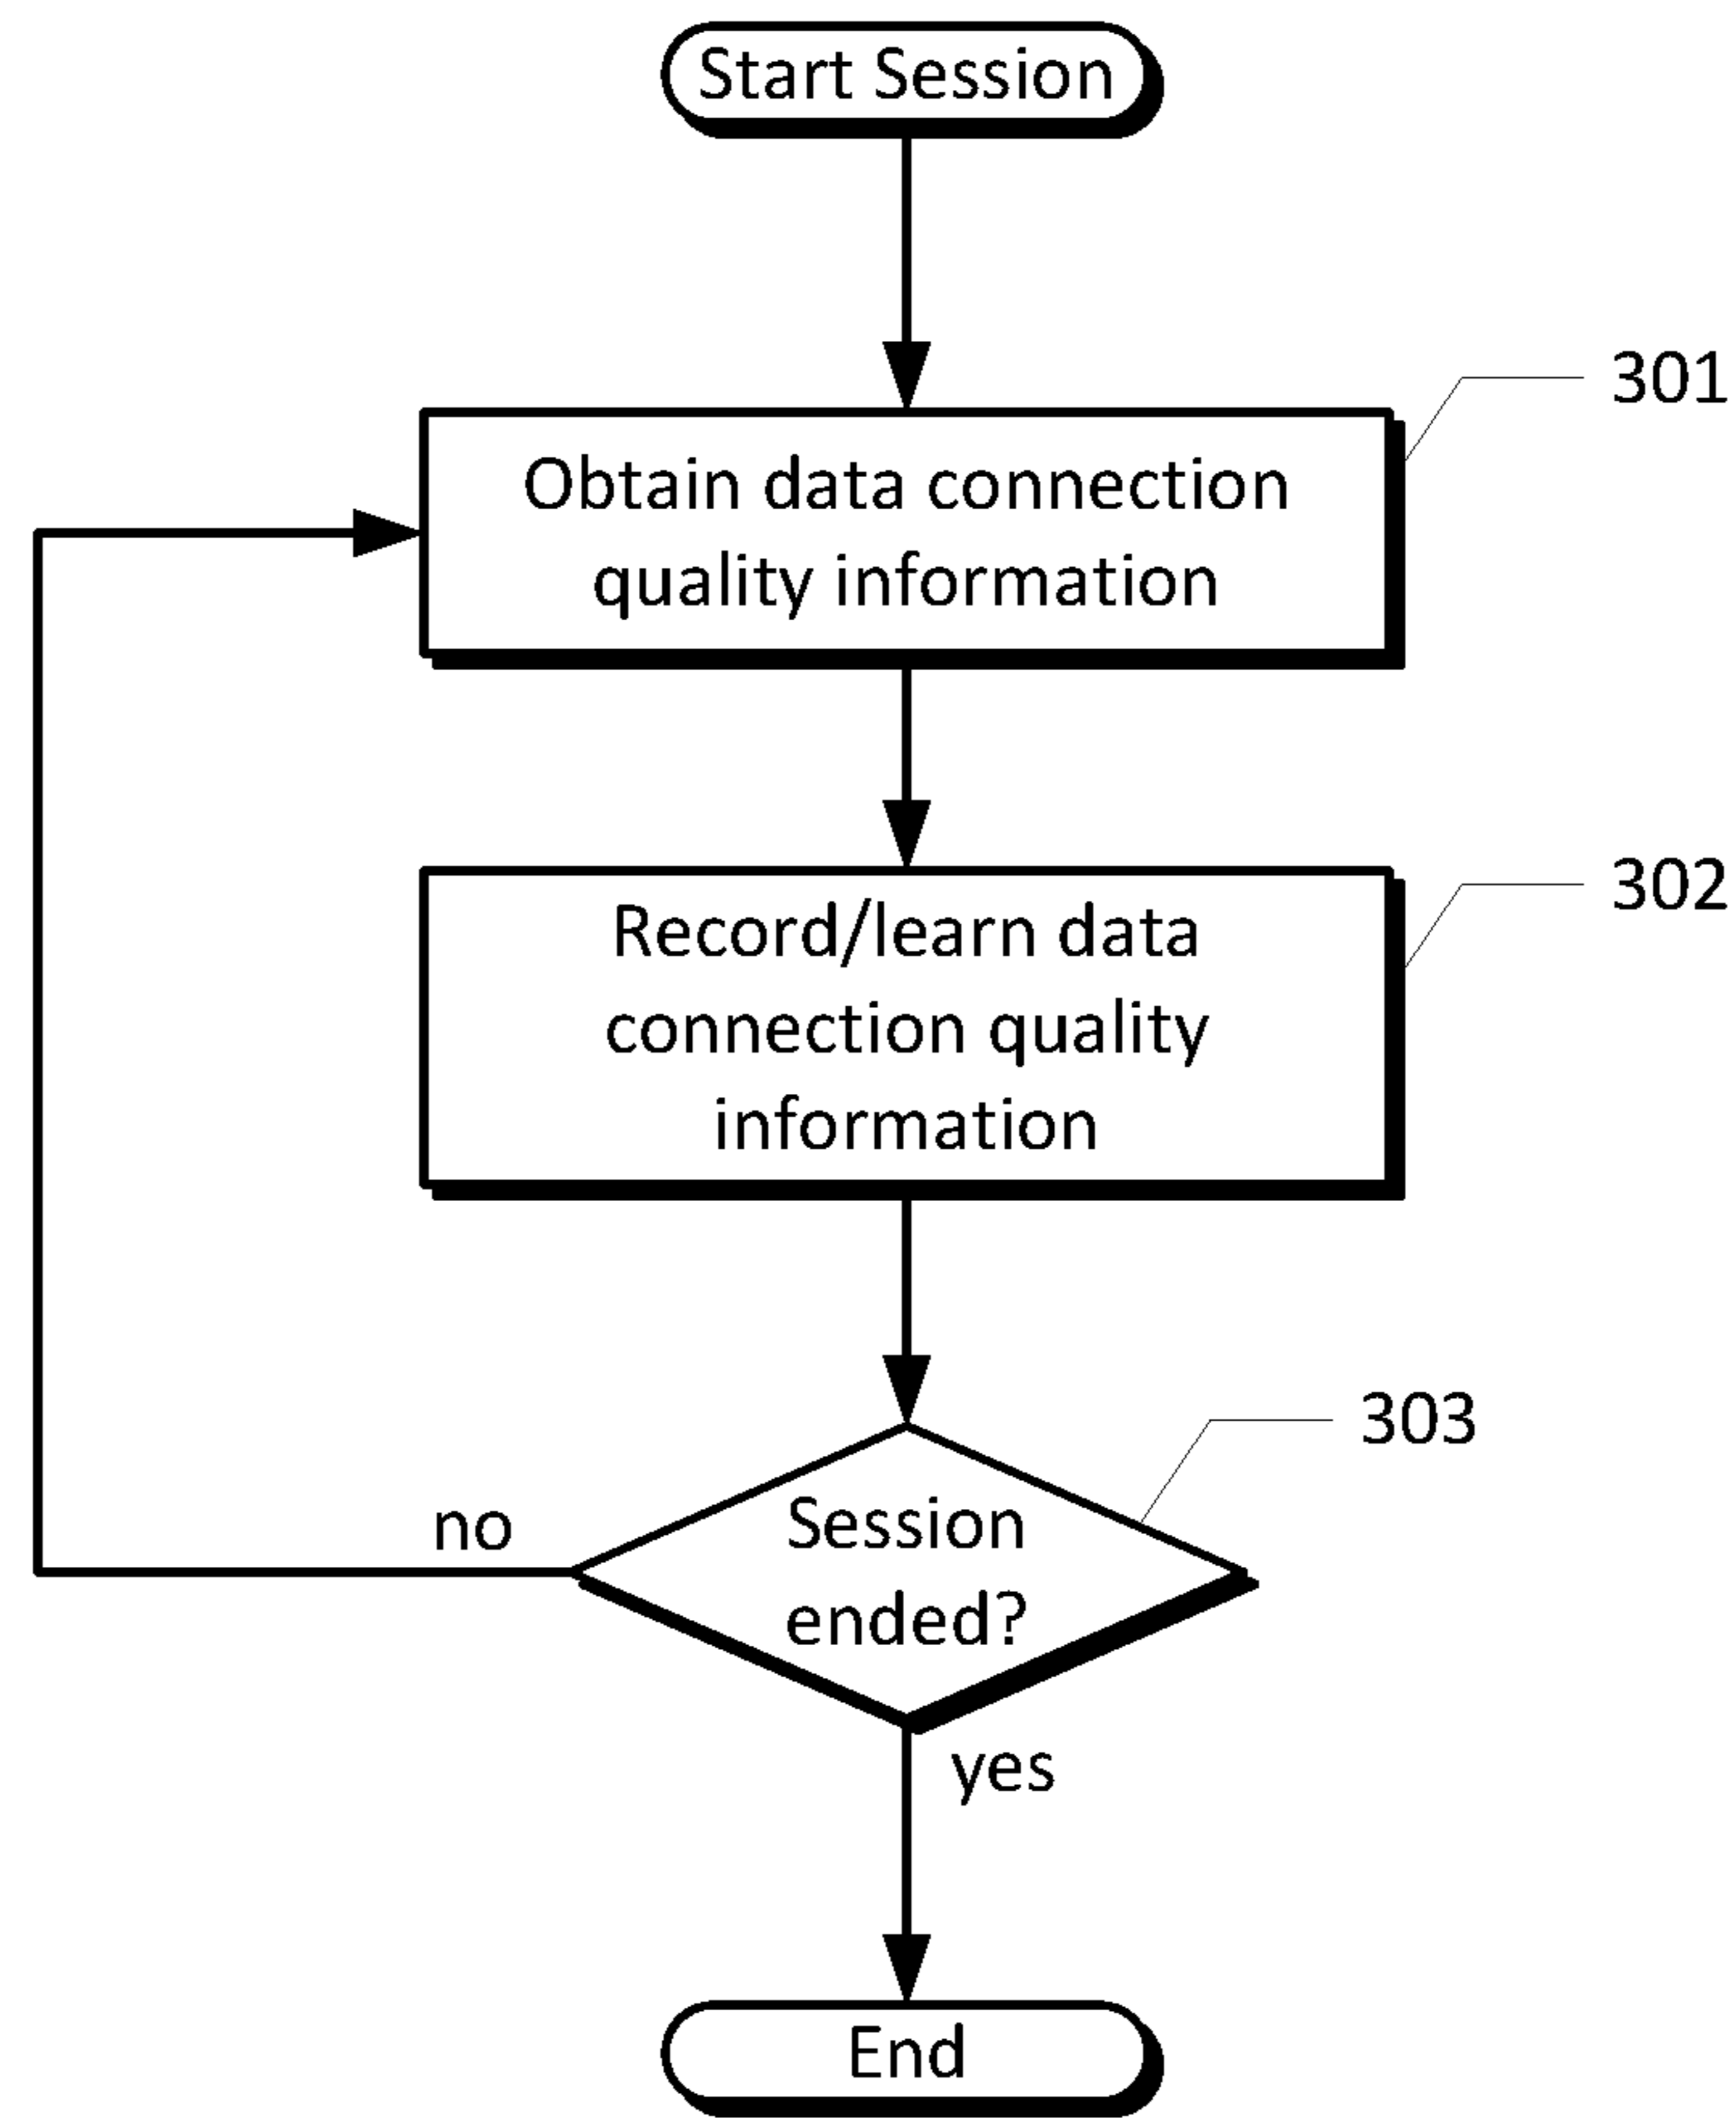 Start Session
301
Obtain data connection
quality information
302
Record/learn data
connection quality
information
303
Session
ended?
no
yes
End